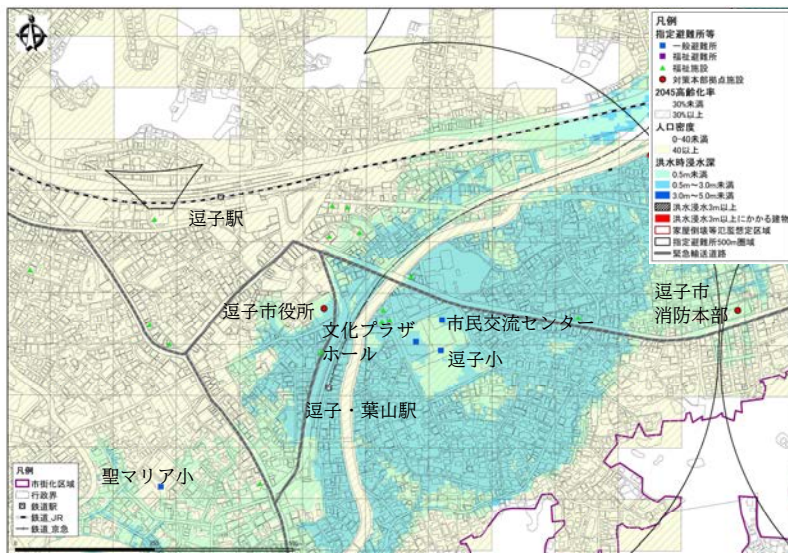 凡例
指定避難所等
一般避難所
福祉避難所
福祉施設
対策本部拠点施設
2045高齢化率
30%未満
30%以上
人口密度
0-40未満
40以上
洪水時浸水深
0.5m未満
0.5m～3.0m未満
3.0m～5.0m未満
洪水浸水3m以上
洪水浸水3m以上にかかる建物
家屋倒壊等氾濫想定区域
指定避難所500m圏域
緊急輸送道路
逗子駅
逗子市役所
文化プラザ
ホール
市民交流センター
逗子小
逗子市
消防本部
逗子・葉山駅
聖マリア小
凡例
市街化区域
行政界
鉄道駅
鉄道_JR
鉄道_京急